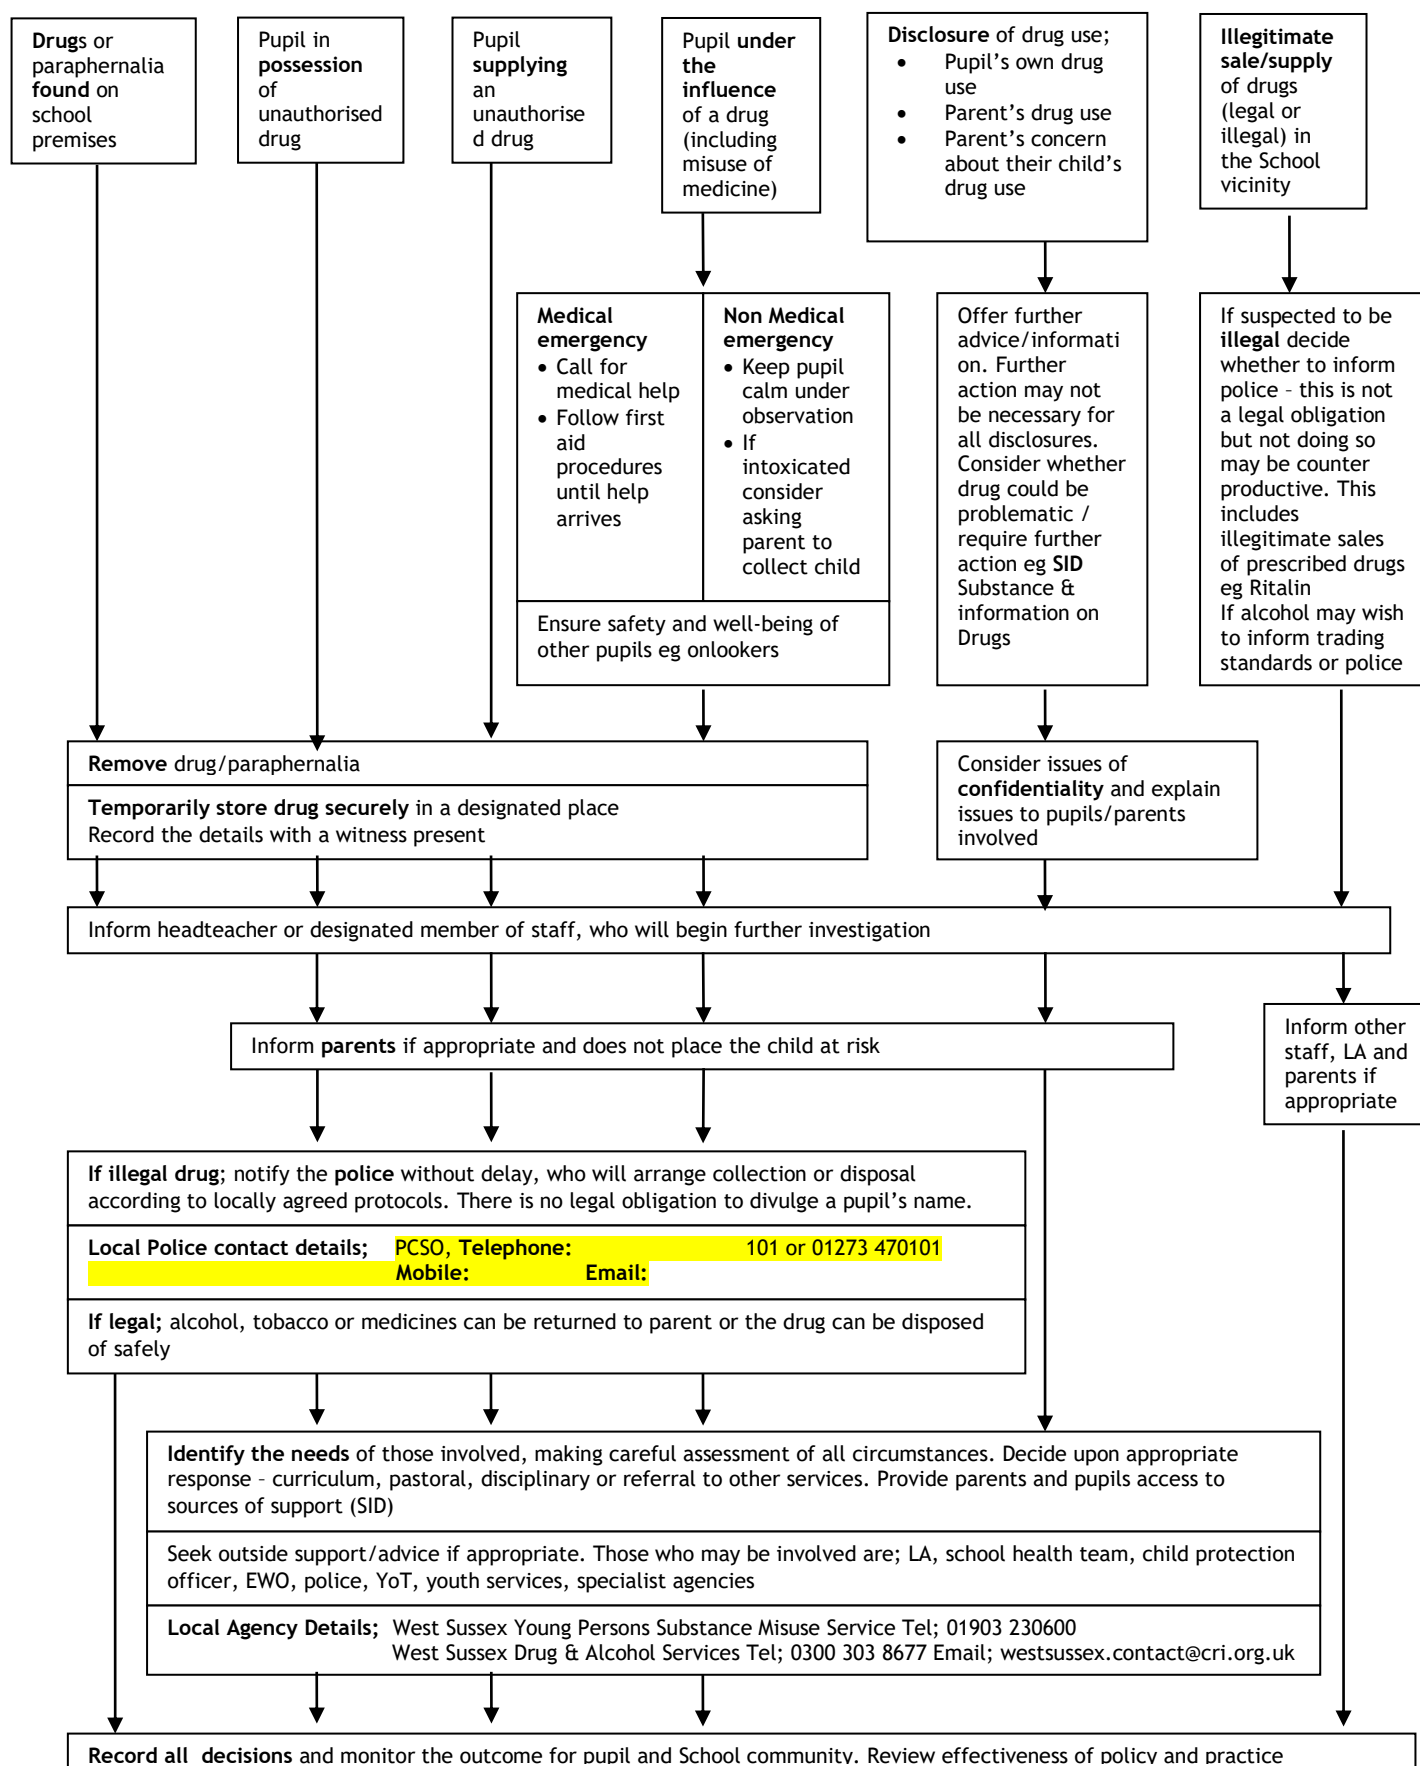 Drugs or
paraphernalia
found on
school
premises
Pupil in
possession
of
unauthorised
drug
Pupil
supplying
an
unauthorise
d drug
Pupil under
the
influence
of a drug
(including
misuse of
medicine)
Disclosure of drug use;
• Pupil's own drug
use
• Parent's drug use
• Parent's concern
about their child's
drug use
Illegitimate
sale/supply
of drugs
(legal or
illegal) in
the School
vicinity
Medical
emergency
• Call for
medical help
• Follow first
aid
procedures
until help
arrives
Non Medical
emergency
• Keep pupil
calm under
observation
• If
intoxicated
consider
asking
parent to
collect child
Ensure safety and well-being of
other pupils eg onlookers
Offer further
advice/informati
on. Further
action may not
be necessary for
all disclosures.
Consider whether
drug could be
problematic /
require further
action eg SID
Substance &
information on
Drugs
If suspected to be
illegal decide
whether to inform
police – this is not
a legal obligation
but not doing so
may be counter
productive. This
includes
illegitimate sales
of prescribed drugs
eg Ritalin
If alcohol may wish
to inform trading
standards or police
Remove drug/paraphernalia
Temporarily store drug securely in a designated place
Record the details with a witness present
Consider issues of
confidentiality and explain
issues to pupils/parents
involved
Inform headteacher or designated member of staff, who will begin further investigation
Inform parents if appropriate and does not place the child at risk
Inform other
staff, LA and
parents if
appropriate
If illegal drug; notify the police without delay, who will arrange collection or disposal
according to locally agreed protocols. There is no legal obligation to divulge a pupil's name.
Local Police contact details; PCSO, Telephone: 101 or 01273 470101
Mobile: Email:
If legal; alcohol, tobacco or medicines can be returned to parent or the drug can be disposed
of safely
Identify the needs of those involved, making careful assessment of all circumstances. Decide upon appropriate
response – curriculum, pastoral, disciplinary or referral to other services. Provide parents and pupils access to
sources of support (SID)
Seek outside support/advice if appropriate. Those who may be involved are; LA, school health team, child protection
officer, EWO, police, YoT, youth services, specialist agencies
Local Agency Details; West Sussex Young Persons Substance Misuse Service Tel; 01903 230600
West Sussex Drug & Alcohol Services Tel; 0300 303 8677 Email; westsussex.contact@cri.org.uk
Record all decisions and monitor the outcome for pupil and School community. Review effectiveness of policy and practice